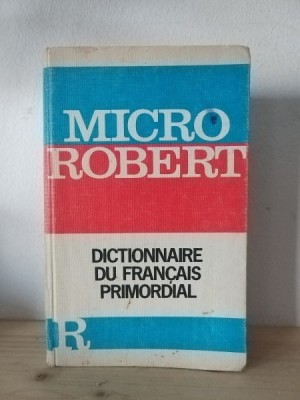 MICRO
ROBERT
DICTIONNAIRE
DU FRANÇAIS
PRIMORDIAL
R